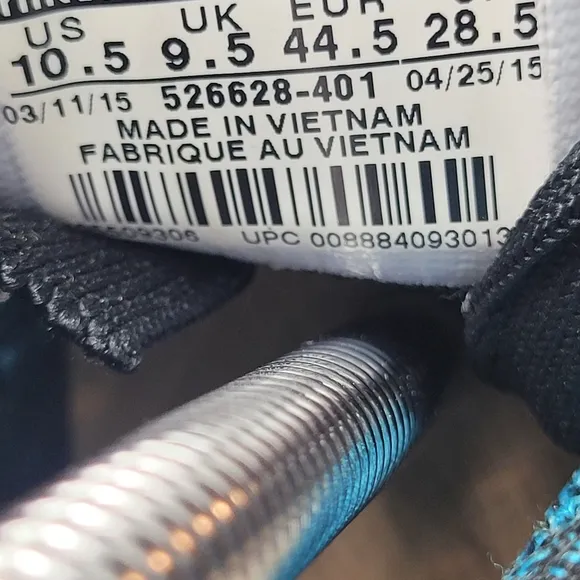 US UK EUR
10.5 9.5 44.5 28.5
03/11/15 526628-401 04/25/15
MADE IN VIETNAM
FABRIQUE AU VIETNAM
09306 UPC 00888409301